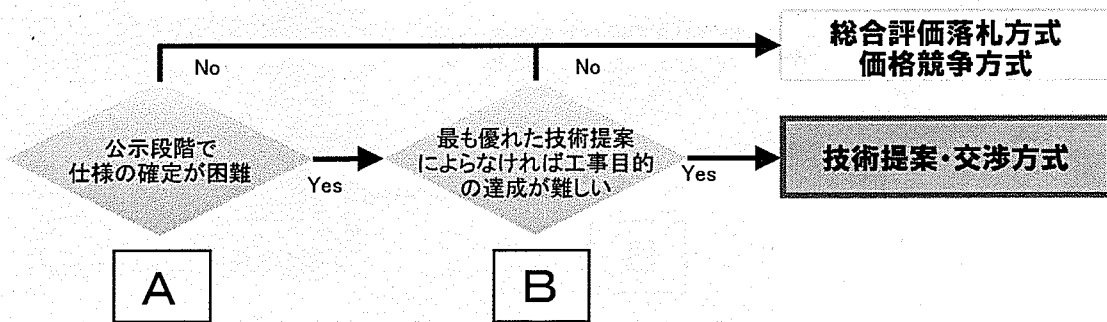 総合評価落札方式
価格競争方式
No
No
公示段階で
仕様の確定が困難
Yes
最も優れた技術提案
によらなければ工事目的
の達成が難しい
Yes
技術提案・交渉方式
A
B